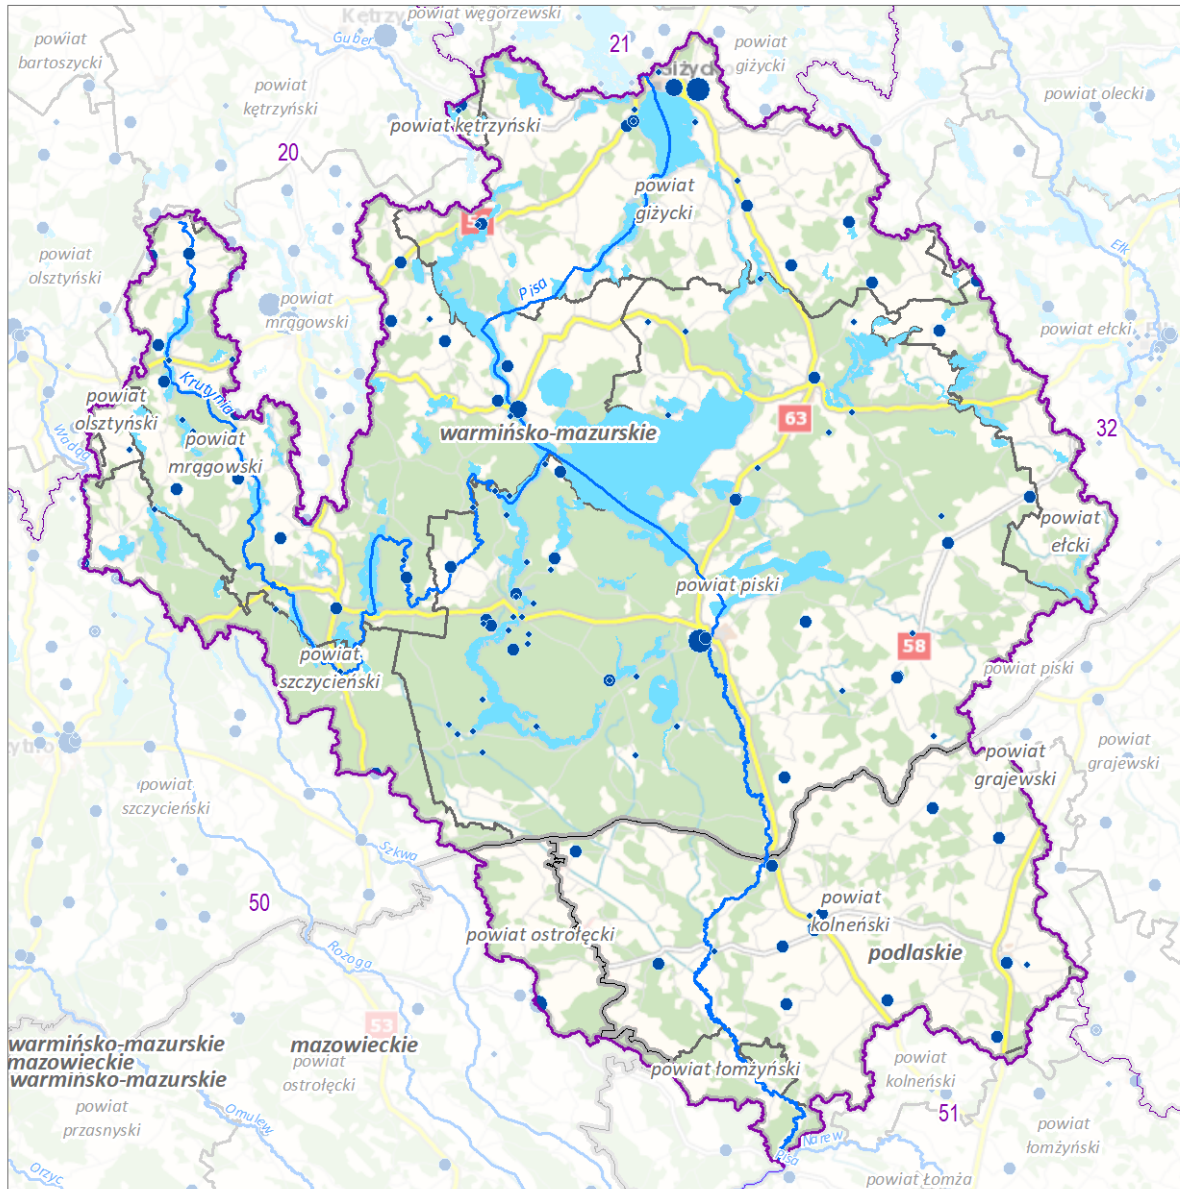 Kętrzyn
powiat węgorzewski
Guber
21
powiat
bartoszycki
powiat
giżycki
powiat
kętrzyński
powiat olecki
powiat kętrzyński
20
powiat
giżycki
powiat
olsztyński
Ełk
Pisa
powiat
mrągowski
powiat ełcki
Krutynia
powiat
olsztyński
63
32
Wadąg
powiat
mrągowski
warmińsko-mazurskie
powiat
ełcki
powiat piski
58
powiat
szczycieński
powiat piski
powiat
grajewski
powiat
grajewski
powiat
szczycieński
Szkwa
50
powiat
kolneński
powiat ostrołęcki
podlaskie
Rozoga
53
warmińsko-mazurskie
mazowieckie
mazowieckie
warmińsko-mazurskie
powiat
ostrołęcki
powiat
kolneński
powiat łomżyński
powiat
przasnyski
Omulew
51
powiat
łomżyński
Narew
Pisa
Orzyc
powiat Łomża